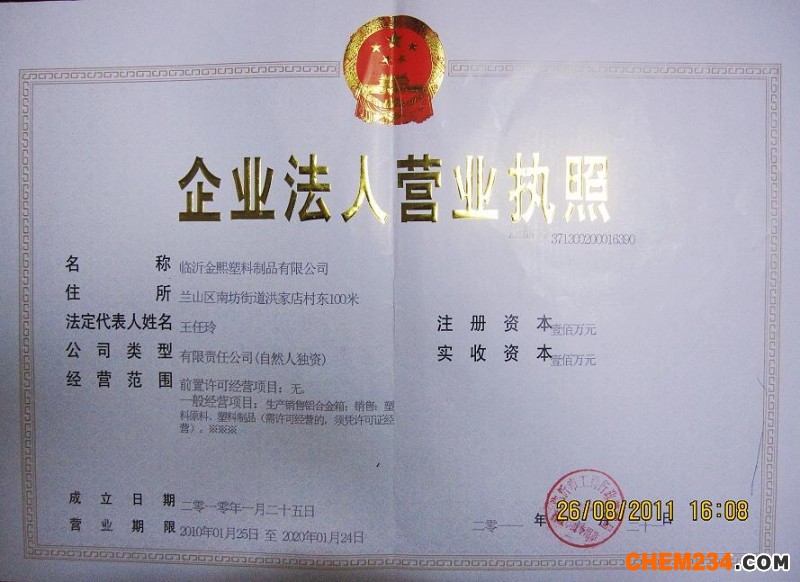 企业法人营业执照
371300200016390
名称 临沂金熙塑料制品有限公司
住所 兰山区南坊街道洪家店村东100米
法定代表人姓名 王任玲
注册资本 壹佰万元
公司类型 有限责任公司(自然人独资)
实收资本 壹佰万元
经营范围 前置许可经营项目：无。
一般经营项目：生产销售铝合金箱；销售：塑
料原料、塑料制品（需许可经营的，须凭许可证经
营）。※※※
成立日期 二零一零年一月二十五日
营业期限 2010年01月25日 至 2020年01月24日
二零一一年
26/08/2011 16:08
CHEM234.COM